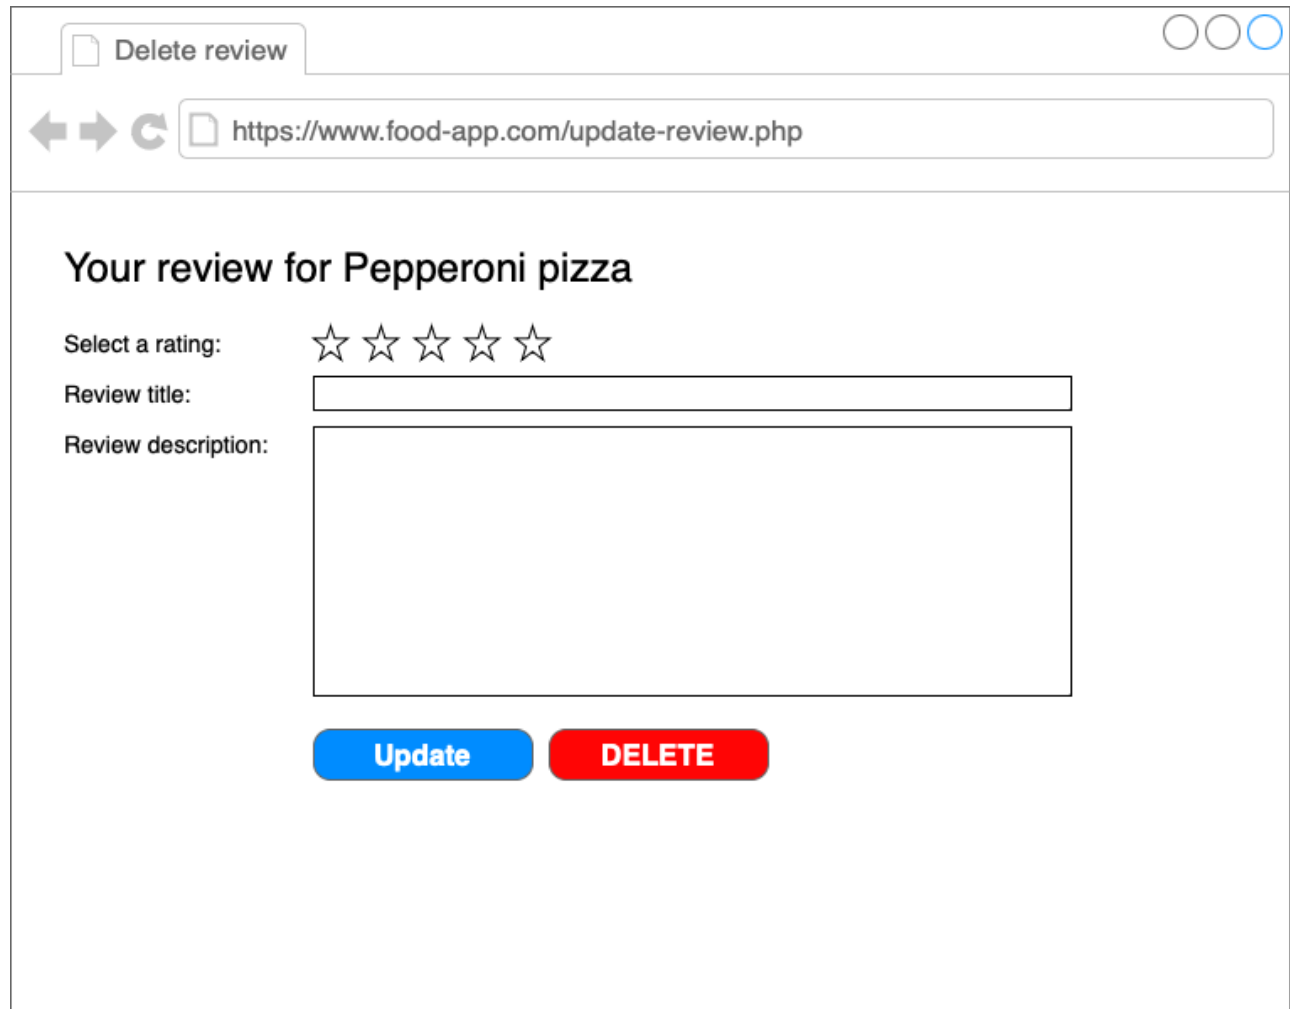 Delete review
https://www.food-app.com/update-review.php
Your review for Pepperoni pizza
Select a rating:
Review title:
Review description:
Update DELETE